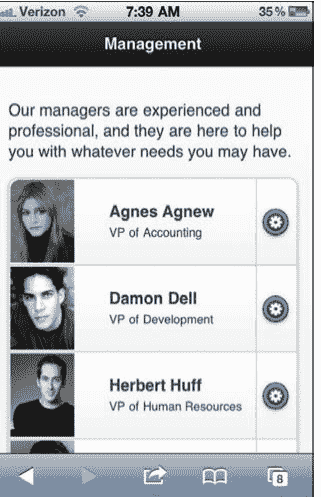 Verizon 7:39 AM 35%
Management
Our managers are experienced and
professional, and they are here to help
you with whatever needs you may have.
Agnes Agnew
VP of Accounting
Damon Dell
VP of Development
Herbert Huff
VP of Human Resources
8